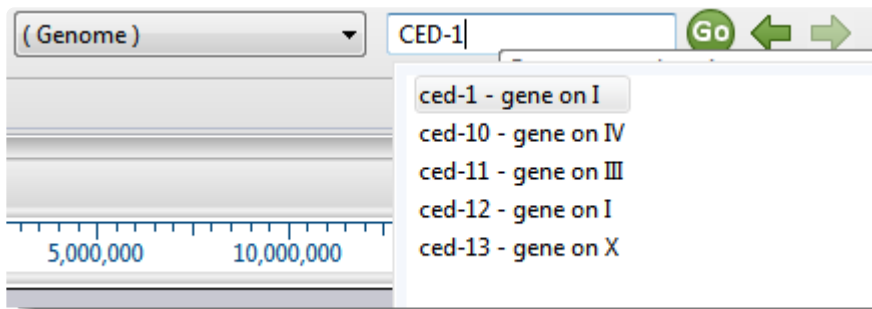 ( Genome ) CED-1 Go
ced-1 - gene on I
ced-10 - gene on IV
ced-11 - gene on III
ced-12 - gene on I
ced-13 - gene on X
5,000,000 10,000,000